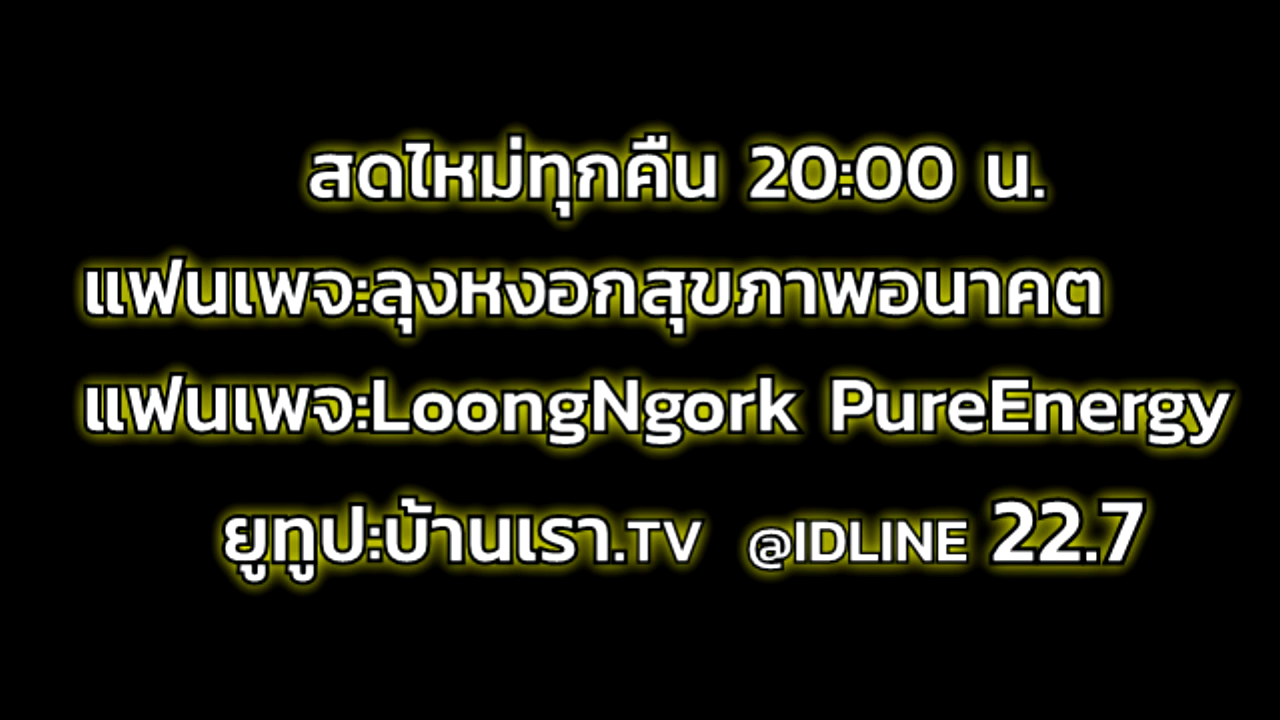 สดไหม่ทุกคืน 20:00 น.
แฟนเพจ:ลุงหงอกสุขภาพอนาคต
แฟนเพจ:LoongNgork PureEnergy
ยูทูป:บ้านเรา.TV @IDLINE 22.7